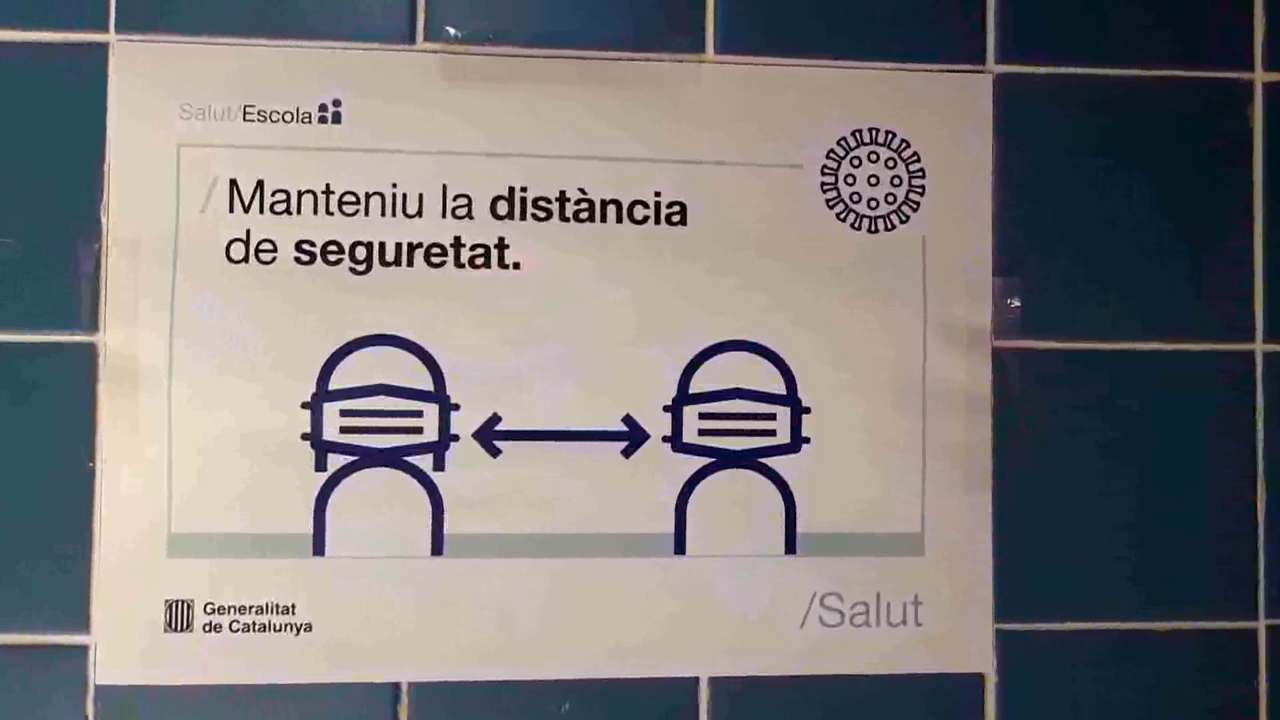 Salut/Escola
/Manteniu la distància
de seguretat.
Generalitat
de Catalunya
/Salut